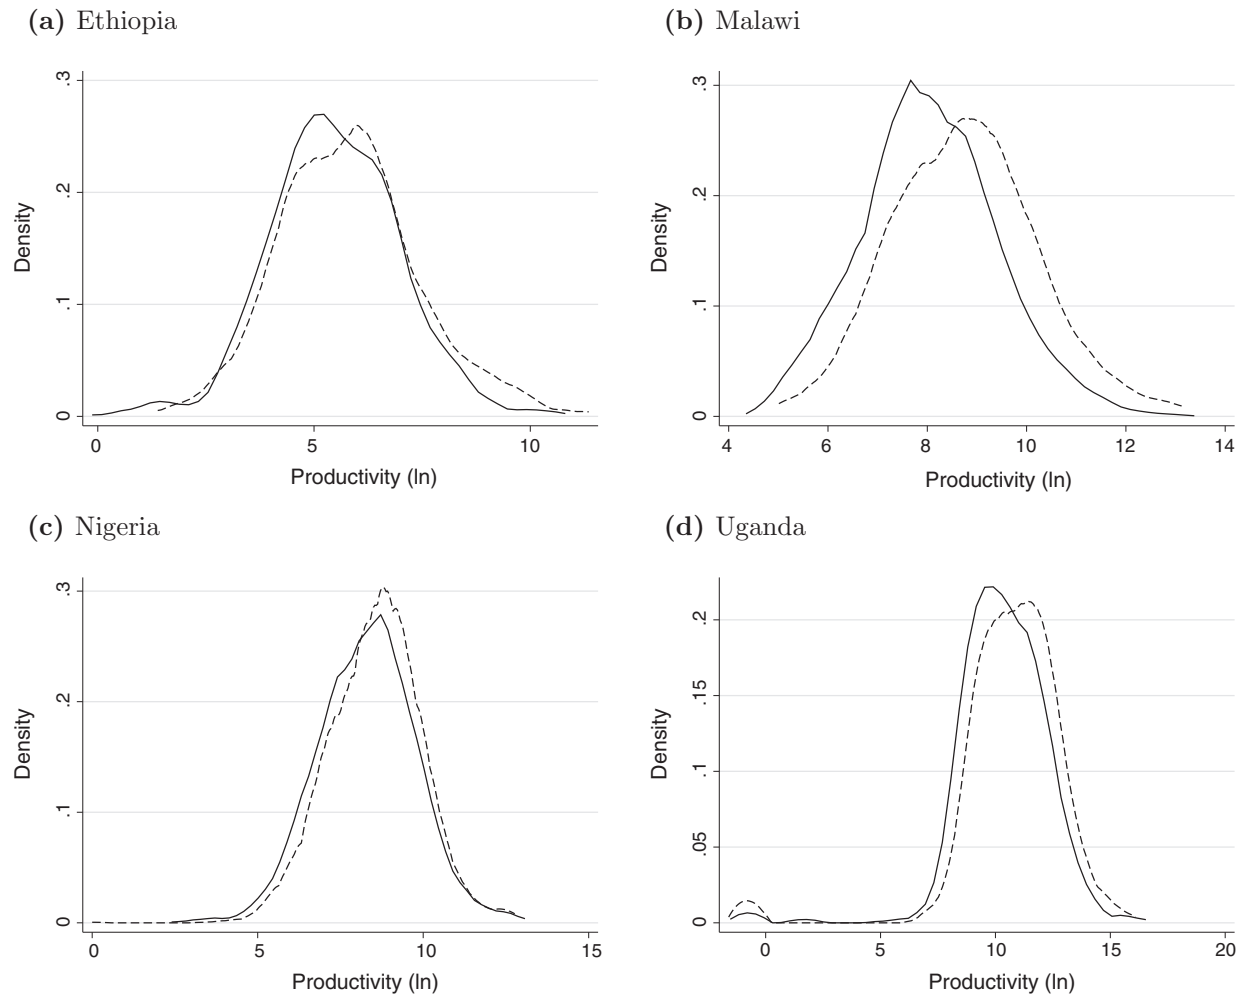 (a) Ethiopia
.3
.2
.1
0
Density
0 5 10
Productivity (ln)
(b) Malawi
.3
.2
.1
0
Density
4 6 8 10 12 14
Productivity (ln)
(c) Nigeria
.3
.2
.1
0
Density
0 5 10 15
Productivity (ln)
(d) Uganda
.2
.15
.1
.05
0
Density
0 5 10 15 20
Productivity (ln)